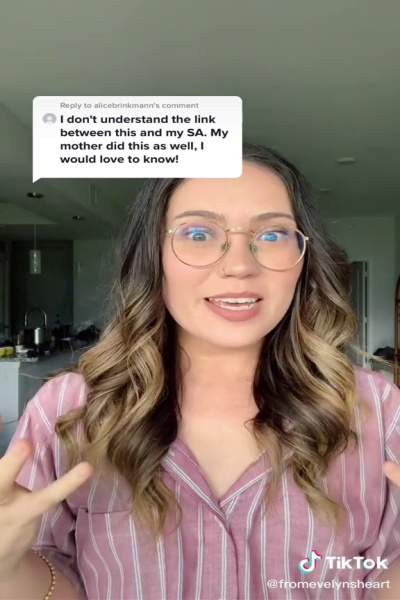 Reply to alicebrinkmann's comment
I don't understand the link
between this and my SA. My
mother did this as well, I
would love to know!
TikTok
@fromevelynsheart